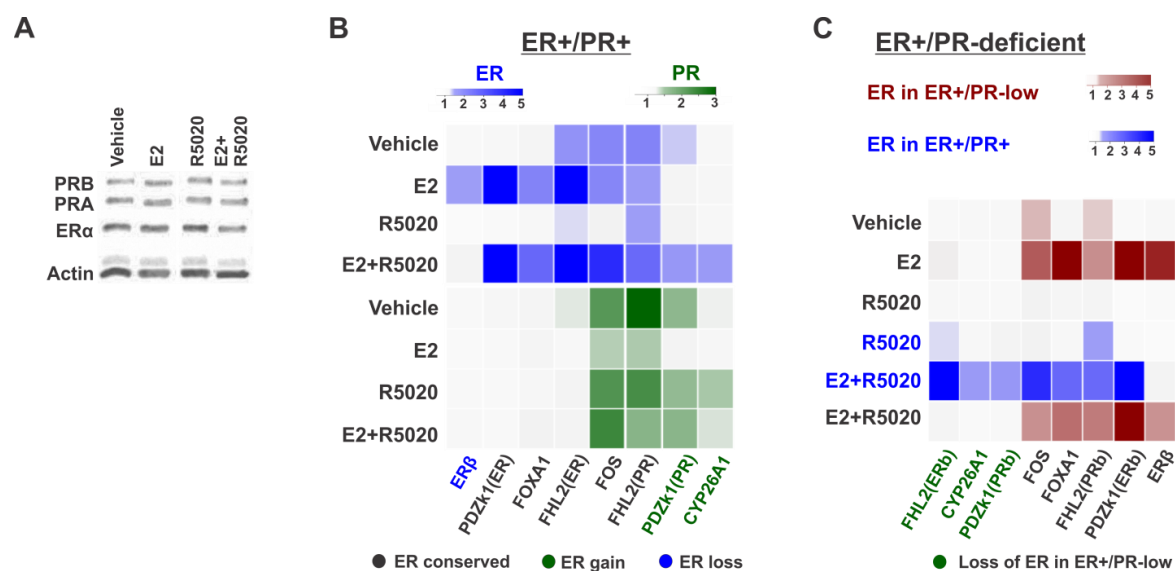 A
Vehicle
E2
R5020
E2+
R5020
PRB
PRA
ERα
Actin
B
ER+/PR+
ER
1 2 3 4 5
PR
1 2 3
Vehicle
E2
R5020
E2+R5020
Vehicle
E2
R5020
E2+R5020
ERβ
PDZk1(ER)
FOXA1
FHL2(ER)
FOS
FHL2(PR)
PDZk1(PR)
CYP26A1
ER conserved
ER gain
ER loss
C
ER+/PR-deficient
ER in ER+/PR-low
1 2 3 4 5
ER in ER+/PR+
1 2 3 4 5
Vehicle
E2
R5020
R5020
E2+R5020
E2+R5020
FHL2(ERb)
CYP26A1
PDZk1(PRb)
FOS
FOXA1
FHL2(PRb)
PDZk1(ERb)
ERβ
Loss of ER in ER+/PR-low